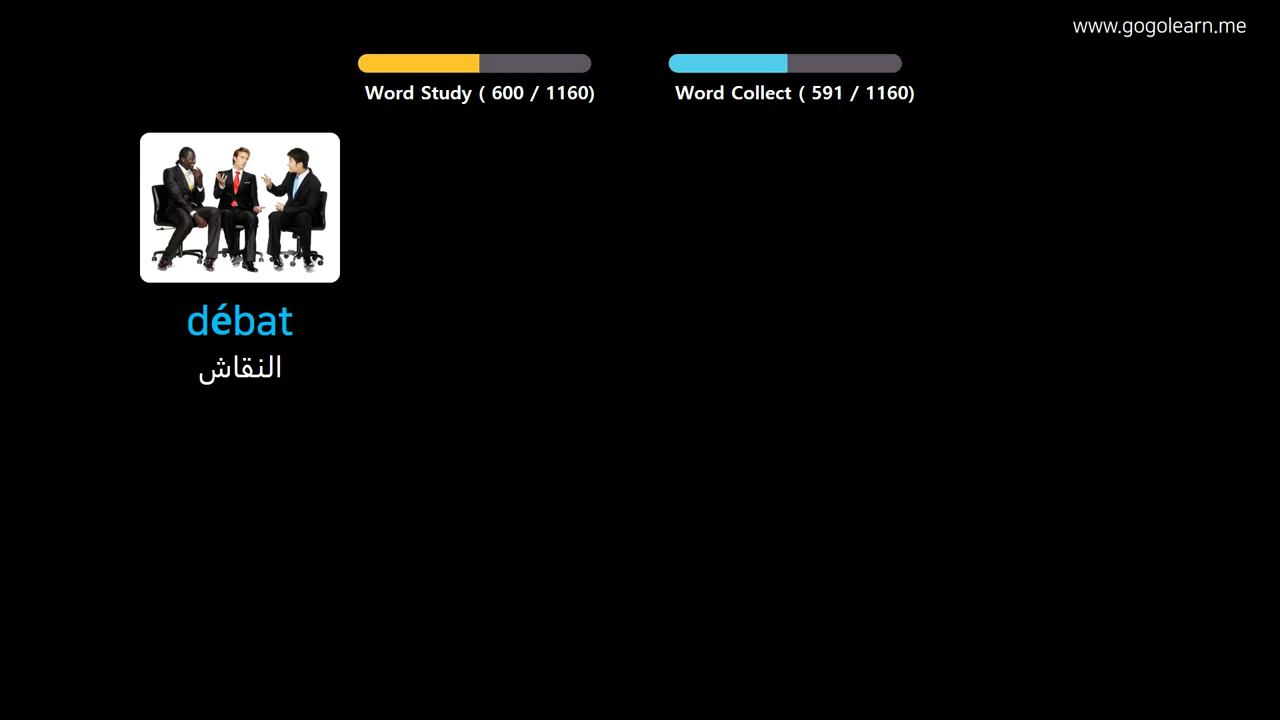 www.gogolearn.me
Word Study ( 600 / 1160)
Word Collect ( 591 / 1160)
débat
النقاش